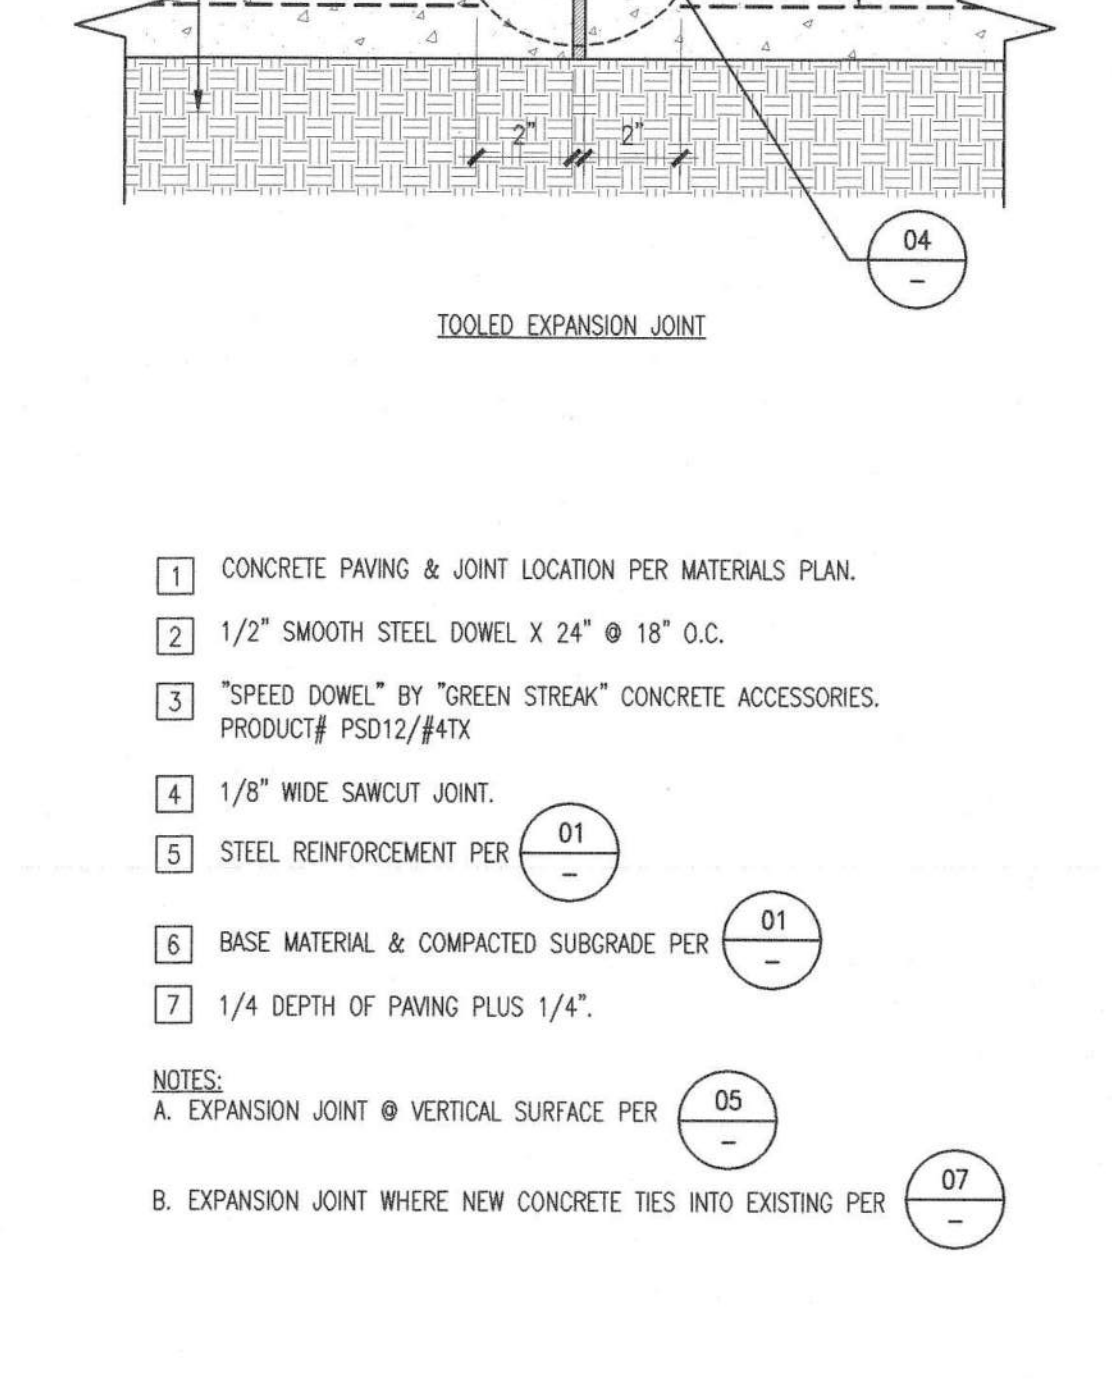 2" 2"
04
–
TOOLED EXPANSION JOINT
1 CONCRETE PAVING & JOINT LOCATION PER MATERIALS PLAN.
2 1/2" SMOOTH STEEL DOWEL X 24" @ 18" O.C.
3 "SPEED DOWEL" BY "GREEN STREAK" CONCRETE ACCESSORIES.
PRODUCT# PSD12/#4TX
4 1/8" WIDE SAWCUT JOINT.
5 STEEL REINFORCEMENT PER 01
–
6 BASE MATERIAL & COMPACTED SUBGRADE PER 01
–
7 1/4 DEPTH OF PAVING PLUS 1/4".
NOTES:
A. EXPANSION JOINT @ VERTICAL SURFACE PER 05
–
B. EXPANSION JOINT WHERE NEW CONCRETE TIES INTO EXISTING PER 07
–